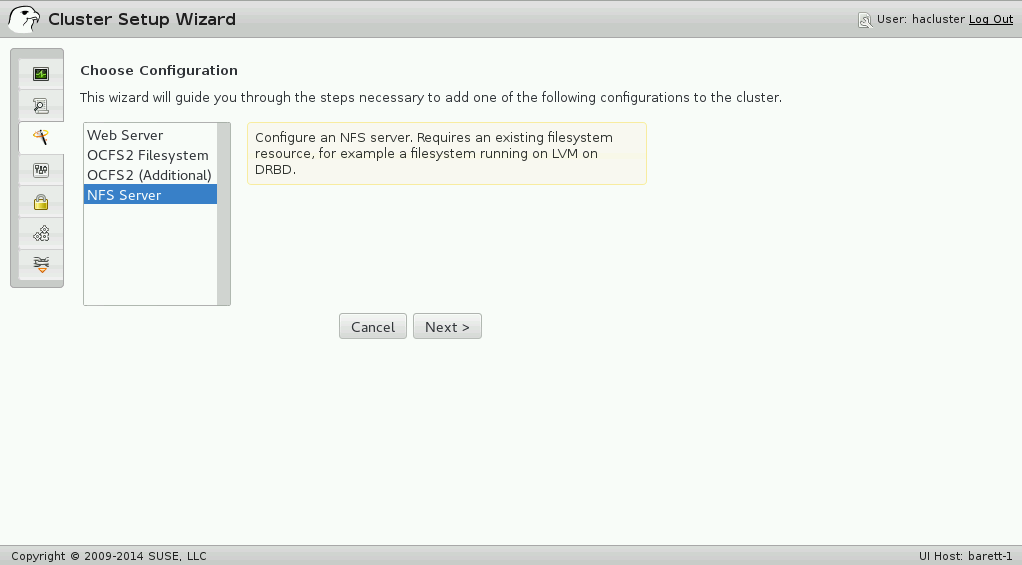 Cluster Setup Wizard
User: hacluster Log Out
Choose Configuration
This wizard will guide you through the steps necessary to add one of the following configurations to the cluster.
Web Server
OCFS2 Filesystem
OCFS2 (Additional)
NFS Server
Configure an NFS server. Requires an existing filesystem
resource, for example a filesystem running on LVM on
DRBD.
Cancel
Next >
Copyright © 2009-2014 SUSE, LLC
UI Host: barett-1